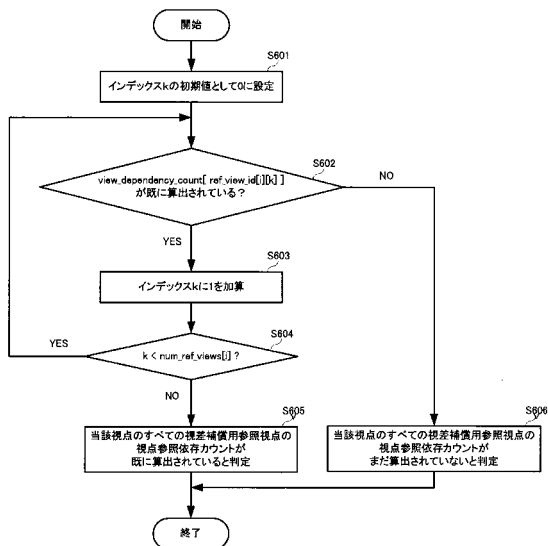 開始
S601
インデックスkの初期値として0に設定
S602
view_dependency_count[ ref_view_id[i][k] ]
が既に算出されている?
NO
YES
S603
インデックスkに1を加算
S604
YES
k < num_ref_views[i] ?
NO
S605
当該視点のすべての視差補償用参照視点の
視点参照依存カウントが
既に算出されていると判定
S606
当該視点のすべての視差補償用参照視点の
視点参照依存カウントが
まだ算出されていないと判定
終了